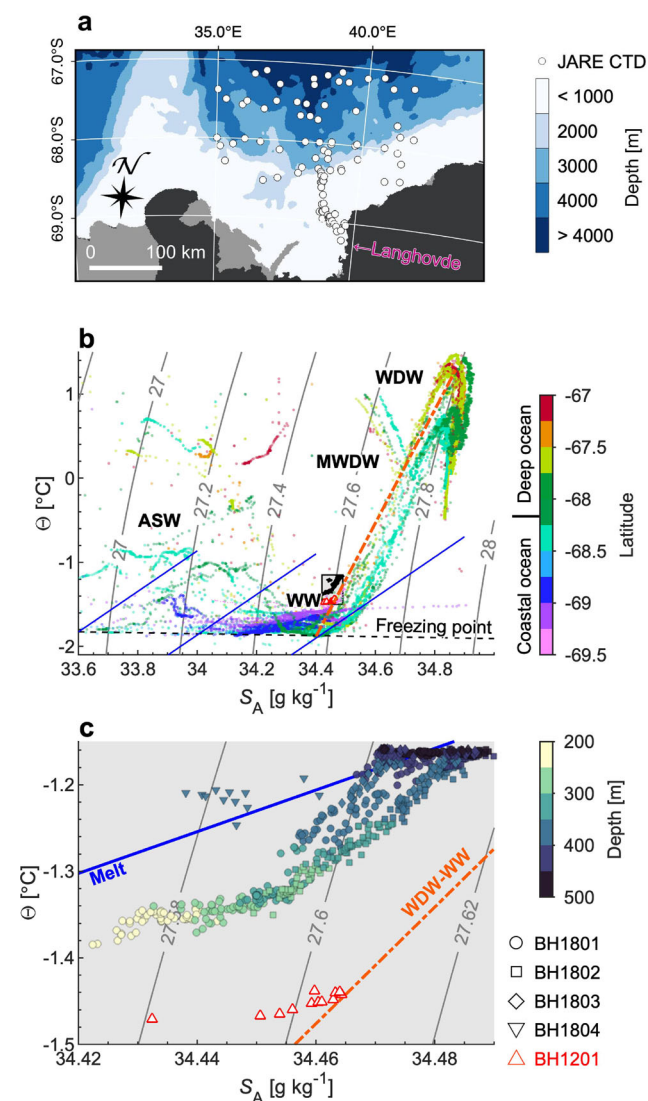 a
35.0°E 40.0°E
67.0°S
68.0°S
69.0°S
N
0 100 km
←Langhovde
JARE CTD
< 1000
2000
3000
4000
> 4000
Depth [m]
b
1
0
-1
-2
Θ [°C]
27
27.2
27.4
27.6
27.8
27
28
WDW
MWDW
ASW
WW
Freezing point
33.6 33.8 34 34.2 34.4 34.6 34.8
SA [g kg-1]
-67
-67.5
-68
-68.5
-69
-69.5
Coastal ocean | Deep ocean
Latitude
c
-1.2
-1.3
-1.4
-1.5
Θ [°C]
Melt
WDW-WW
27.6
27.62
34.42 34.44 34.46 34.48
SA [g kg-1]
200
300
400
500
Depth [m]
BH1801
BH1802
BH1803
BH1804
BH1201